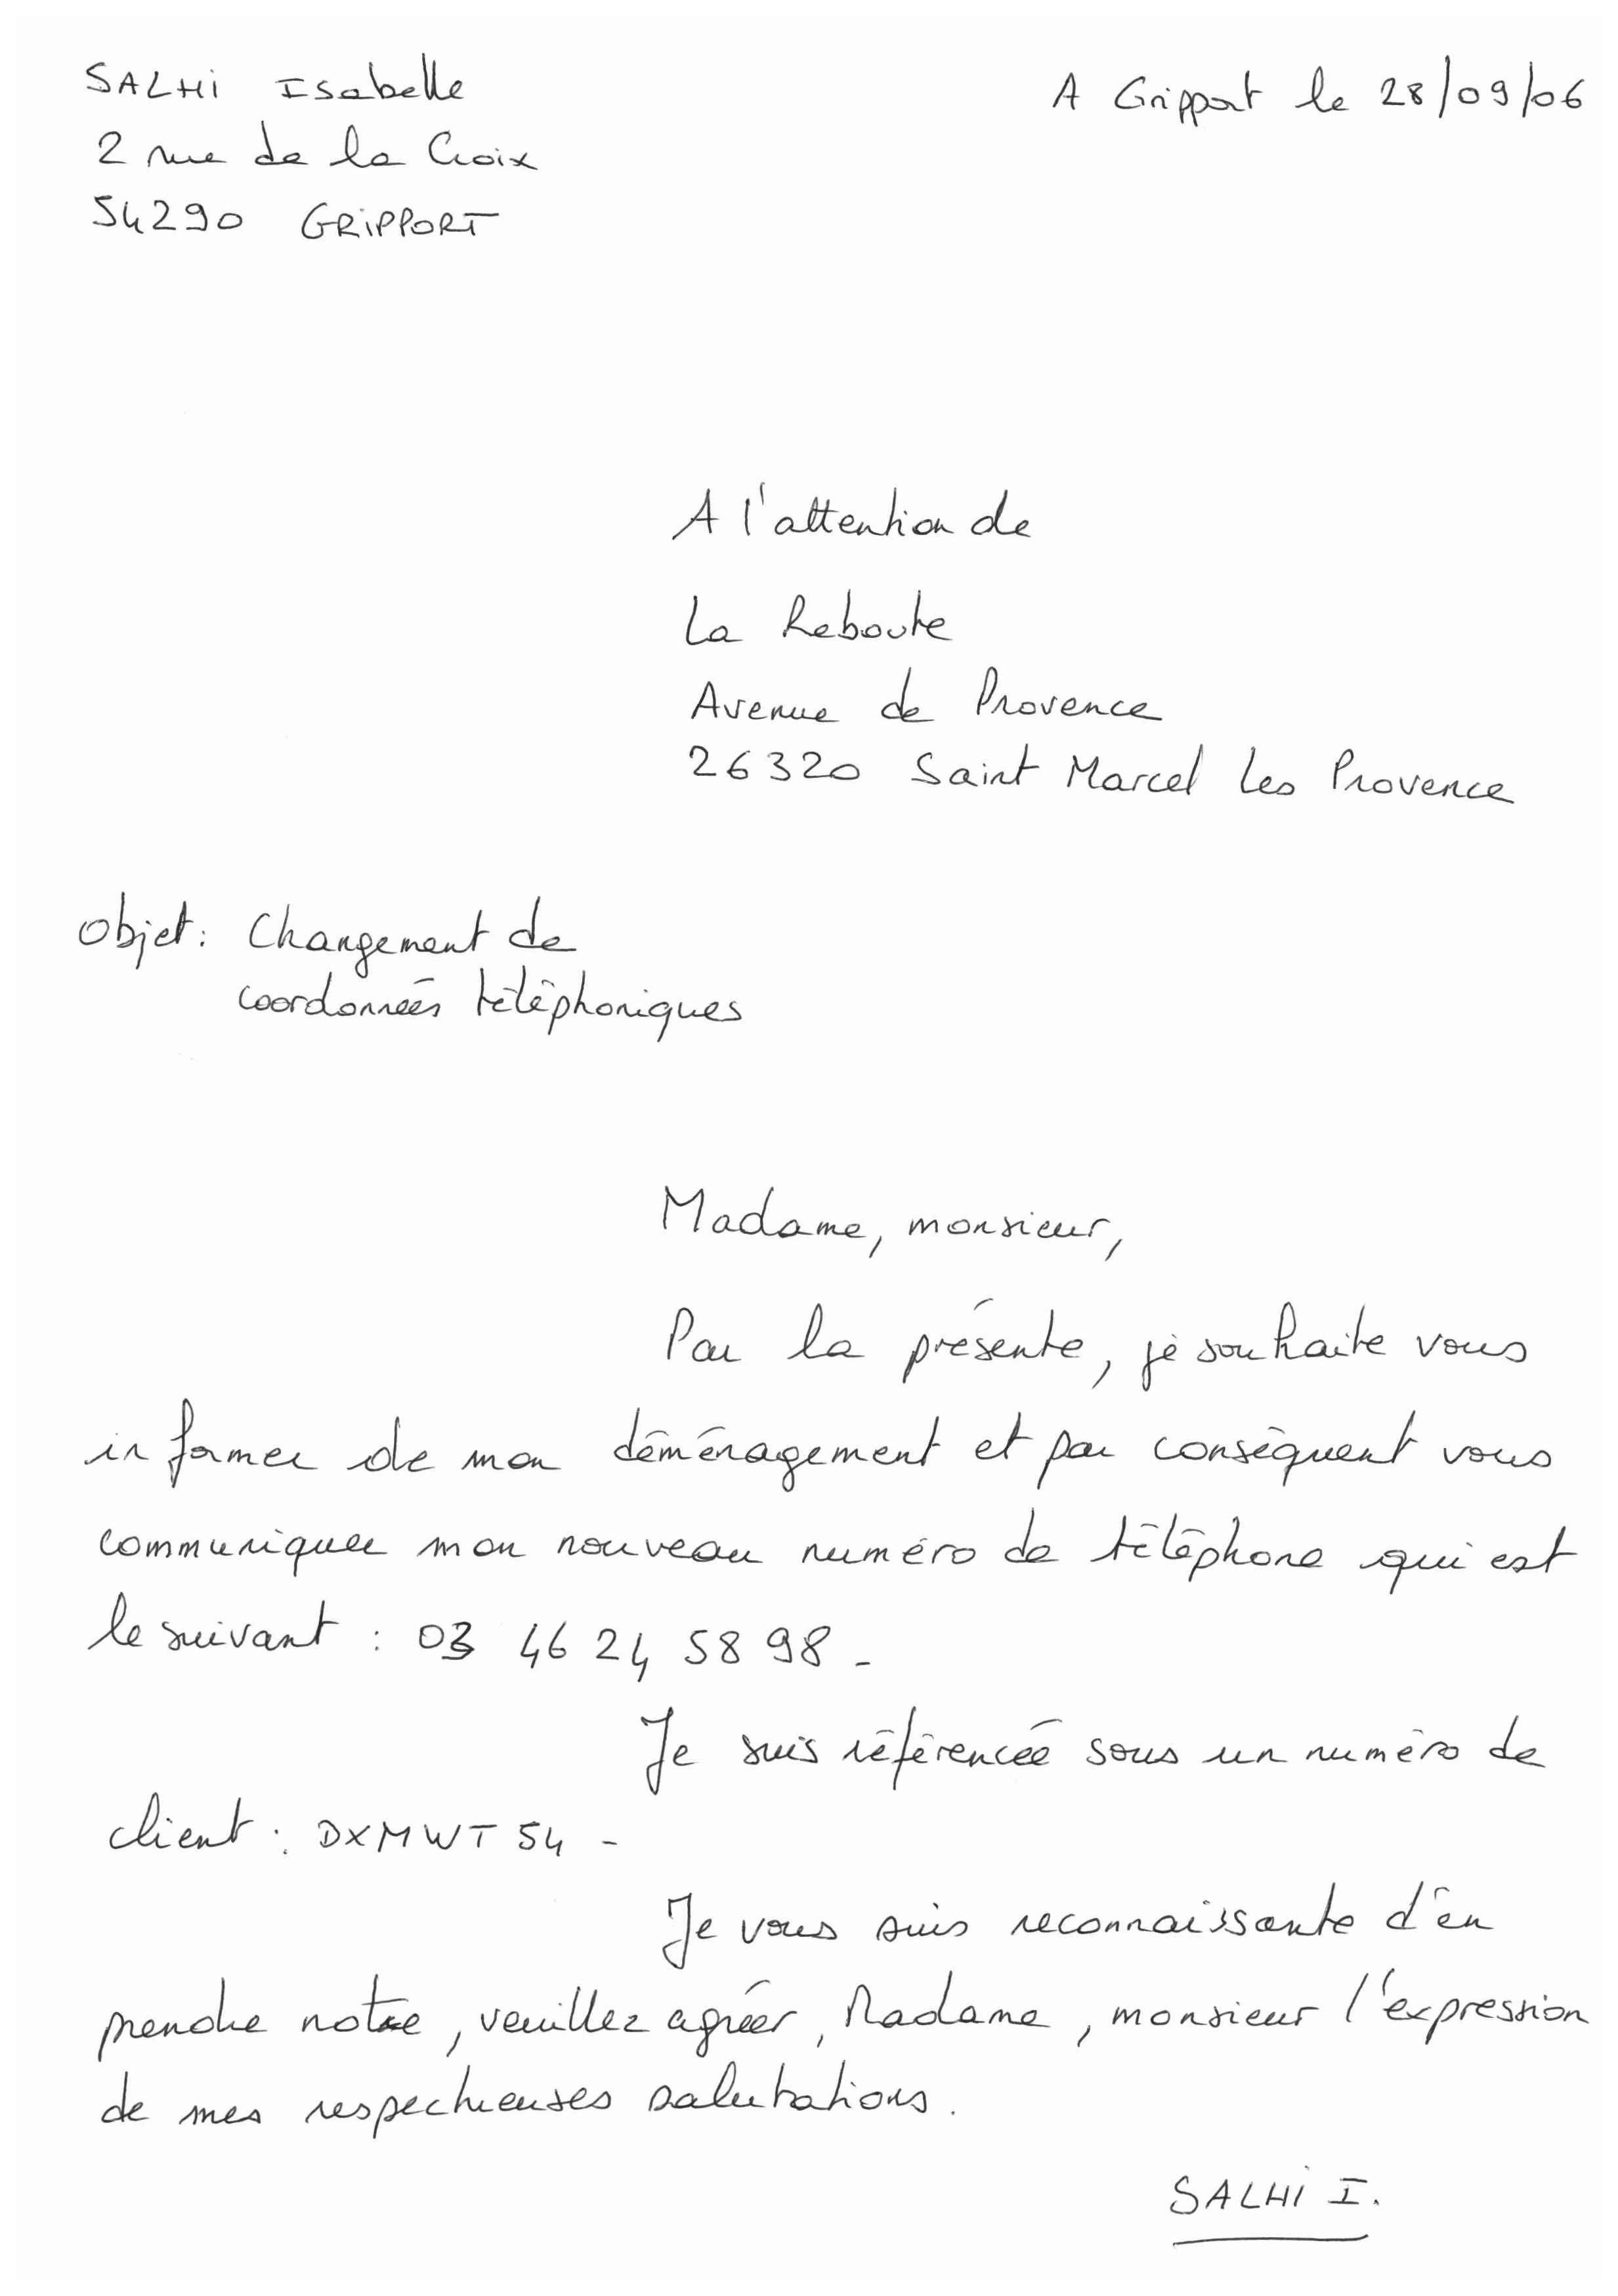 SALHI Isabelle
A Gripport le 28/09/06
2 rue de la Croix
54290 GRIPPORT
A l'attention de
La Reboute
Avenue de Provence
26320 Saint Marcel Les Provence
Objet : Changement de
coordonnées téléphoniques
Madame, monsieur,
Par la présente, je souhaite vous
informer de mon déménagement et par conséquent vous
communiquer mon nouveau numéro de téléphone qui est
le suivant : 03 46 24 58 98 -
Je suis référencée sous un numéro de
client : DXMWT 54 -
Je vous suis reconnaissante d'en
prendre note, veuillez agréer, Madame, monsieur l'expression
de mes respectueuses salutations.
SALHI I.